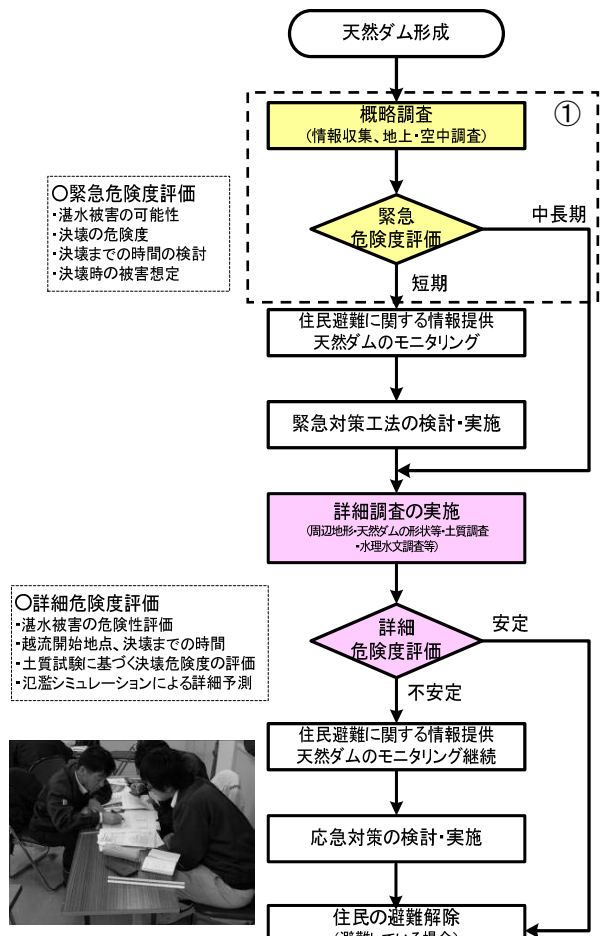 天然ダム形成
①
概略調査
(情報収集、地上・空中調査)
○緊急危険度評価
・湛水被害の可能性
・決壊の危険度
・決壊までの時間の検討
・決壊時の被害想定
緊急
危険度評価
中長期
短期
住民避難に関する情報提供
天然ダムのモニタリング
緊急対策工法の検討・実施
詳細調査の実施
(周辺地形・天然ダムの形状等・土質調査
・水理水文調査等)
○詳細危険度評価
・湛水被害の危険性評価
・越流開始地点、決壊までの時間
・土質試験に基づく決壊危険度の評価
・氾濫シミュレーションによる詳細予測
詳細
危険度評価
安定
不安定
住民避難に関する情報提供
天然ダムのモニタリング継続
応急対策の検討・実施
住民の避難解除
(避難している場合)